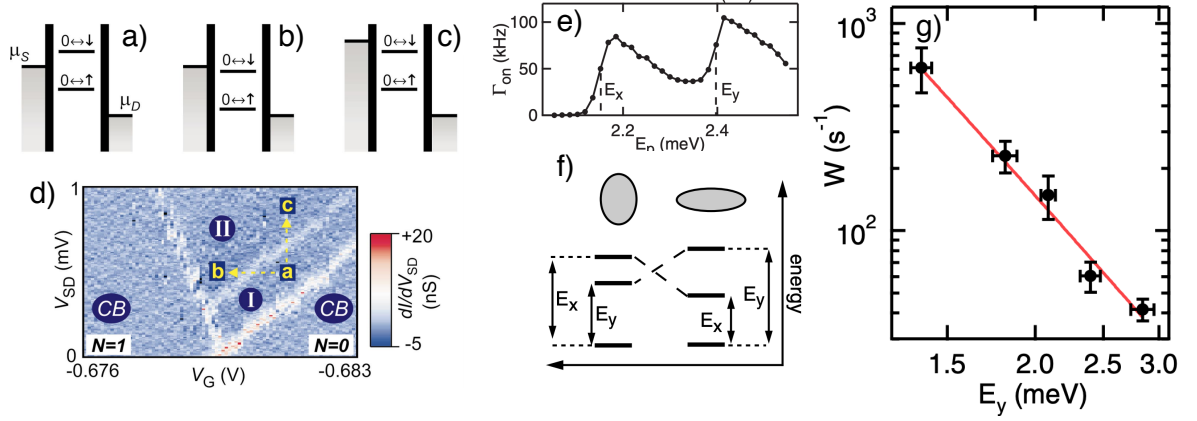 a)
μS
0↔↓
0↔↑
μD
b)
0↔↓
0↔↑
c)
0↔↓
0↔↑
d)
VSD (mV)
1
0
II
I
a
b
c
CB
CB
N=1
N=0
-0.676
VG (V)
-0.683
+20
-5
dI/dVSD
(nS)
e)
Γon
(kHz)
100
50
0
Ex
Ey
2.2
2.4
Ep (meV)
f)
Ex
Ey
Ex
Ey
energy
g)
W (s-1)
10³
10²
1.5
2.0
2.5
3.0
Ey (meV)